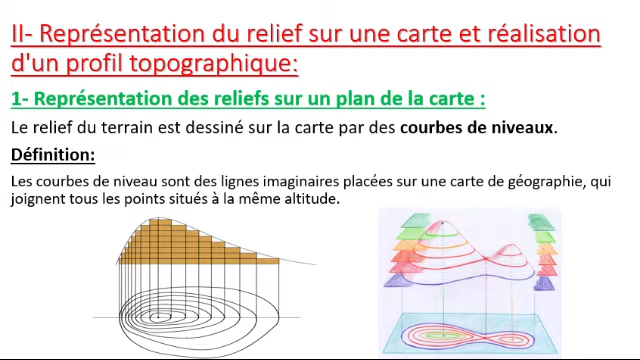 II- Représentation du relief sur une carte et réalisation
d'un profil topographique:
1- Représentation des reliefs sur un plan de la carte :
Le relief du terrain est dessiné sur la carte par des courbes de niveaux.
Définition:
Les courbes de niveau sont des lignes imaginaires placées sur une carte de géographie, qui
joignent tous les points situés à la même altitude.